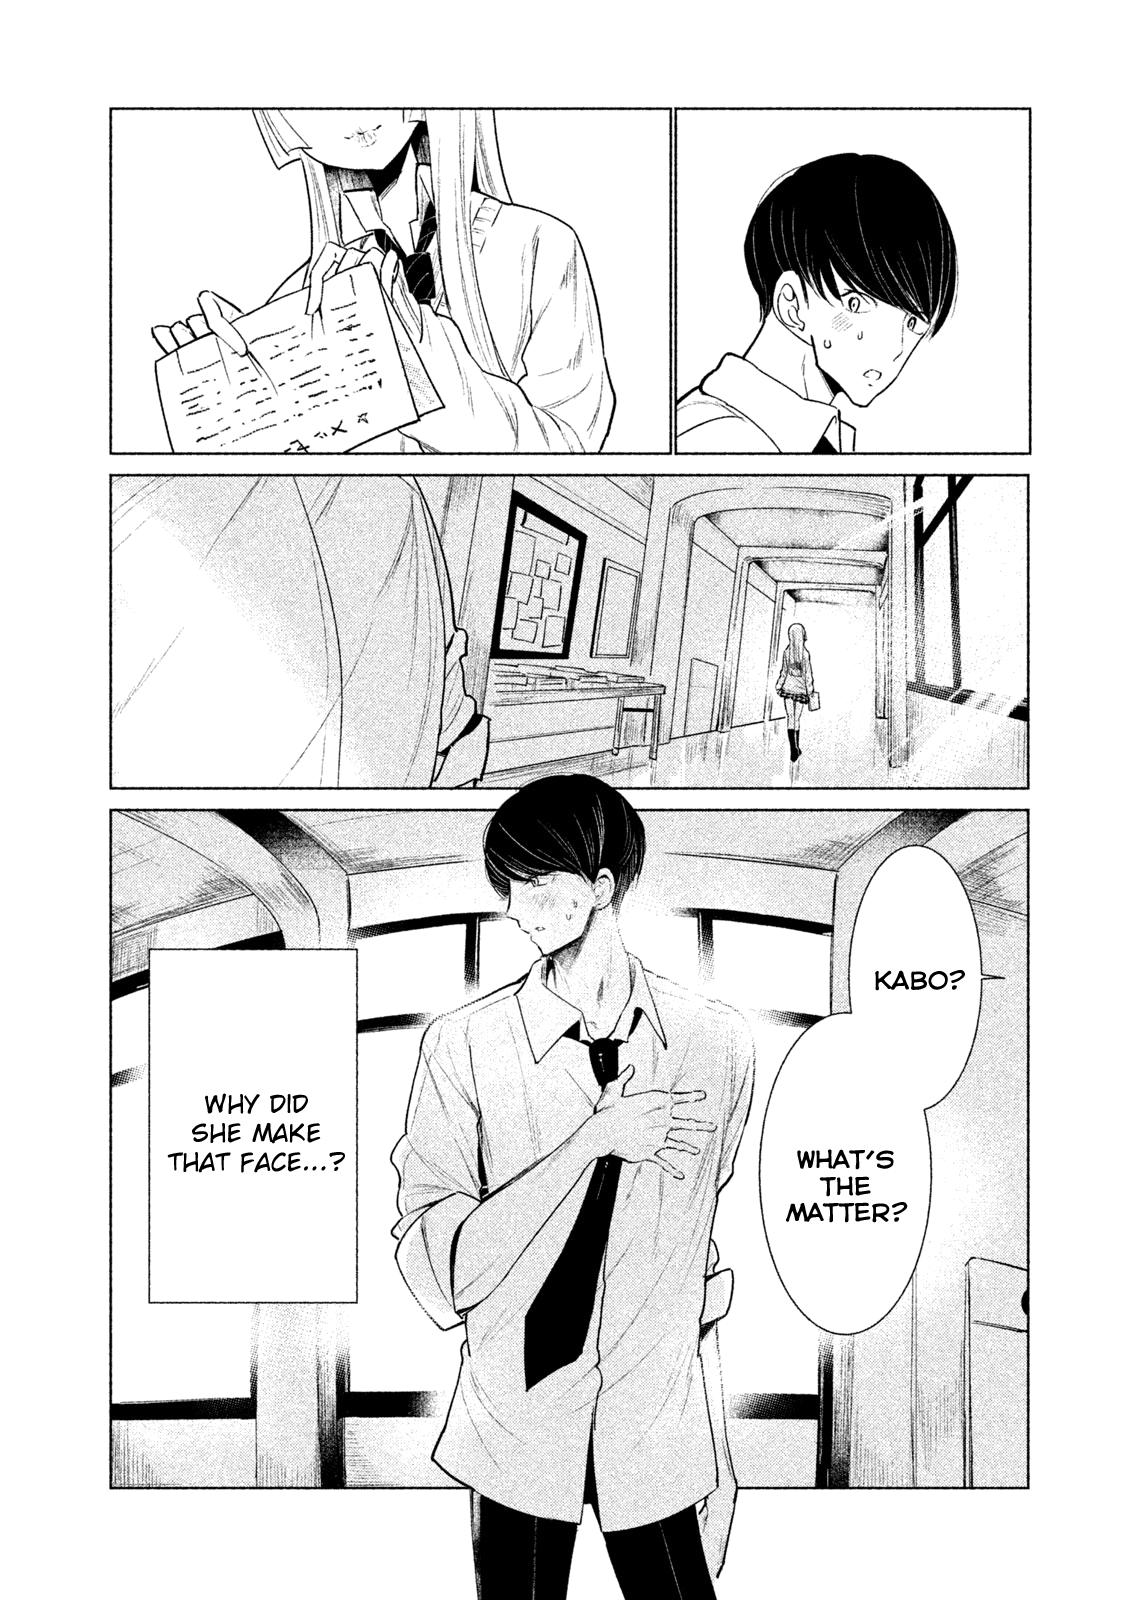 KABO?
WHAT'S
THE
MATTER?
WHY DID
SHE MAKE
THAT FACE...?